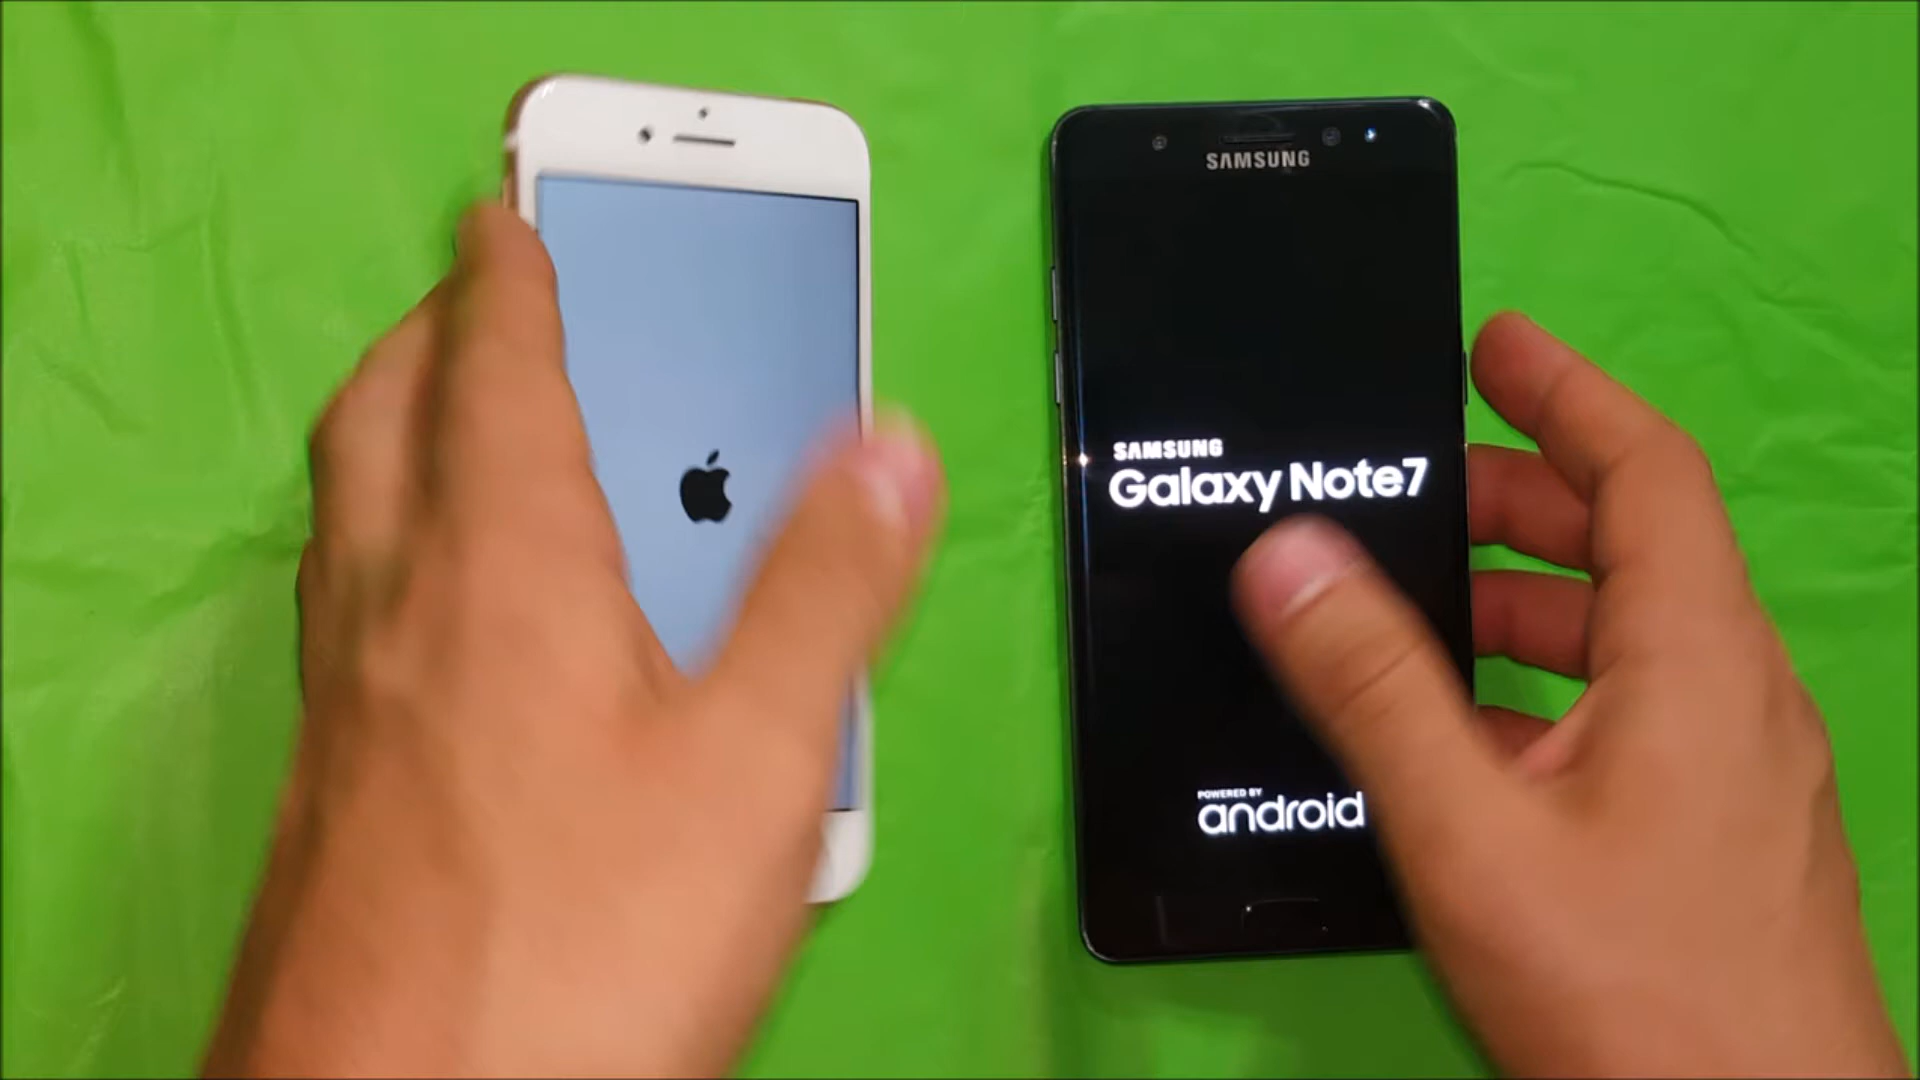 SAMSUNG
SAMSUNG
Galaxy Note7
POWERED BY
android